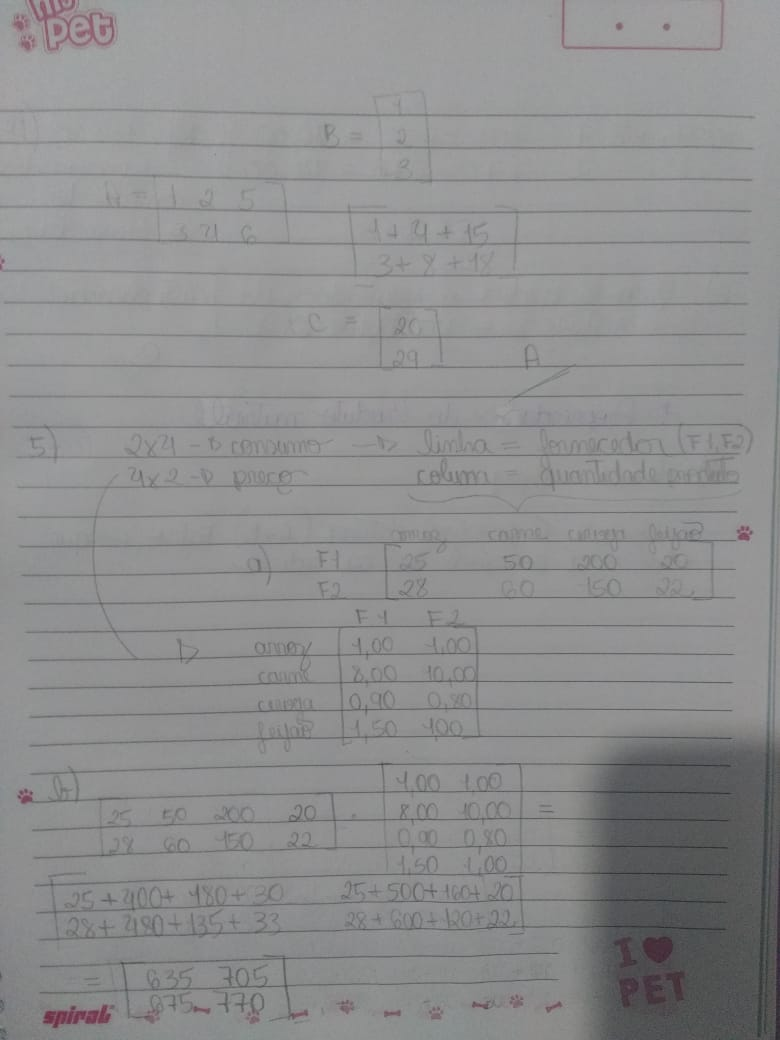 my
pet
1
B = 2
3
A = 1 2 5
3 4 6
1 + 4 + 15
3 + 8 + 18
C = 20
29
A
5) 2x4 - consumo -> linha = fornecedor (F1, F2)
4x2 - preço colum = quantidade
arroz carne cerveja feijão
a) F1 25 50 200 20
F2 28 60 150 22
F1 F2
arroz 1,00 1,00
carne 8,00 10,00
cerveja 0,90 0,80
feijão 1,50 1,00
b) 1,00 1,00
25 50 200 20 . 8,00 10,00 =
28 60 150 22 0,90 0,80
1,50 1,00
25+400+180+30 25+500+160+20
28+480+135+33 28+600+120+22
= 635 705
675 770
I PET
spiral